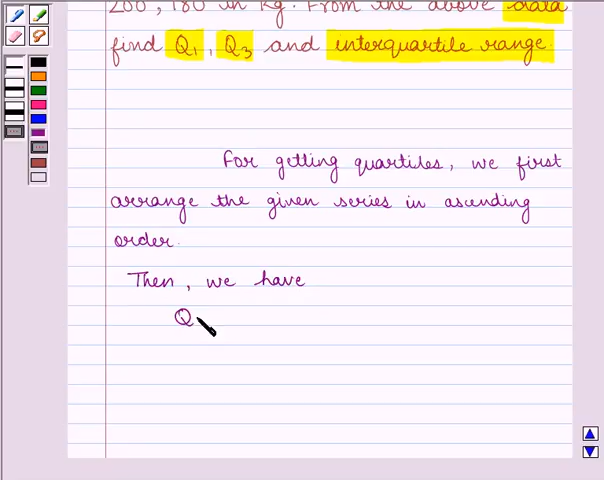 200, 180 in Kg. From the above data
find Q1, Q3 and interquartile range.
For getting quartiles, we first
arrange the given series in ascending
order.
Then, we have
Q